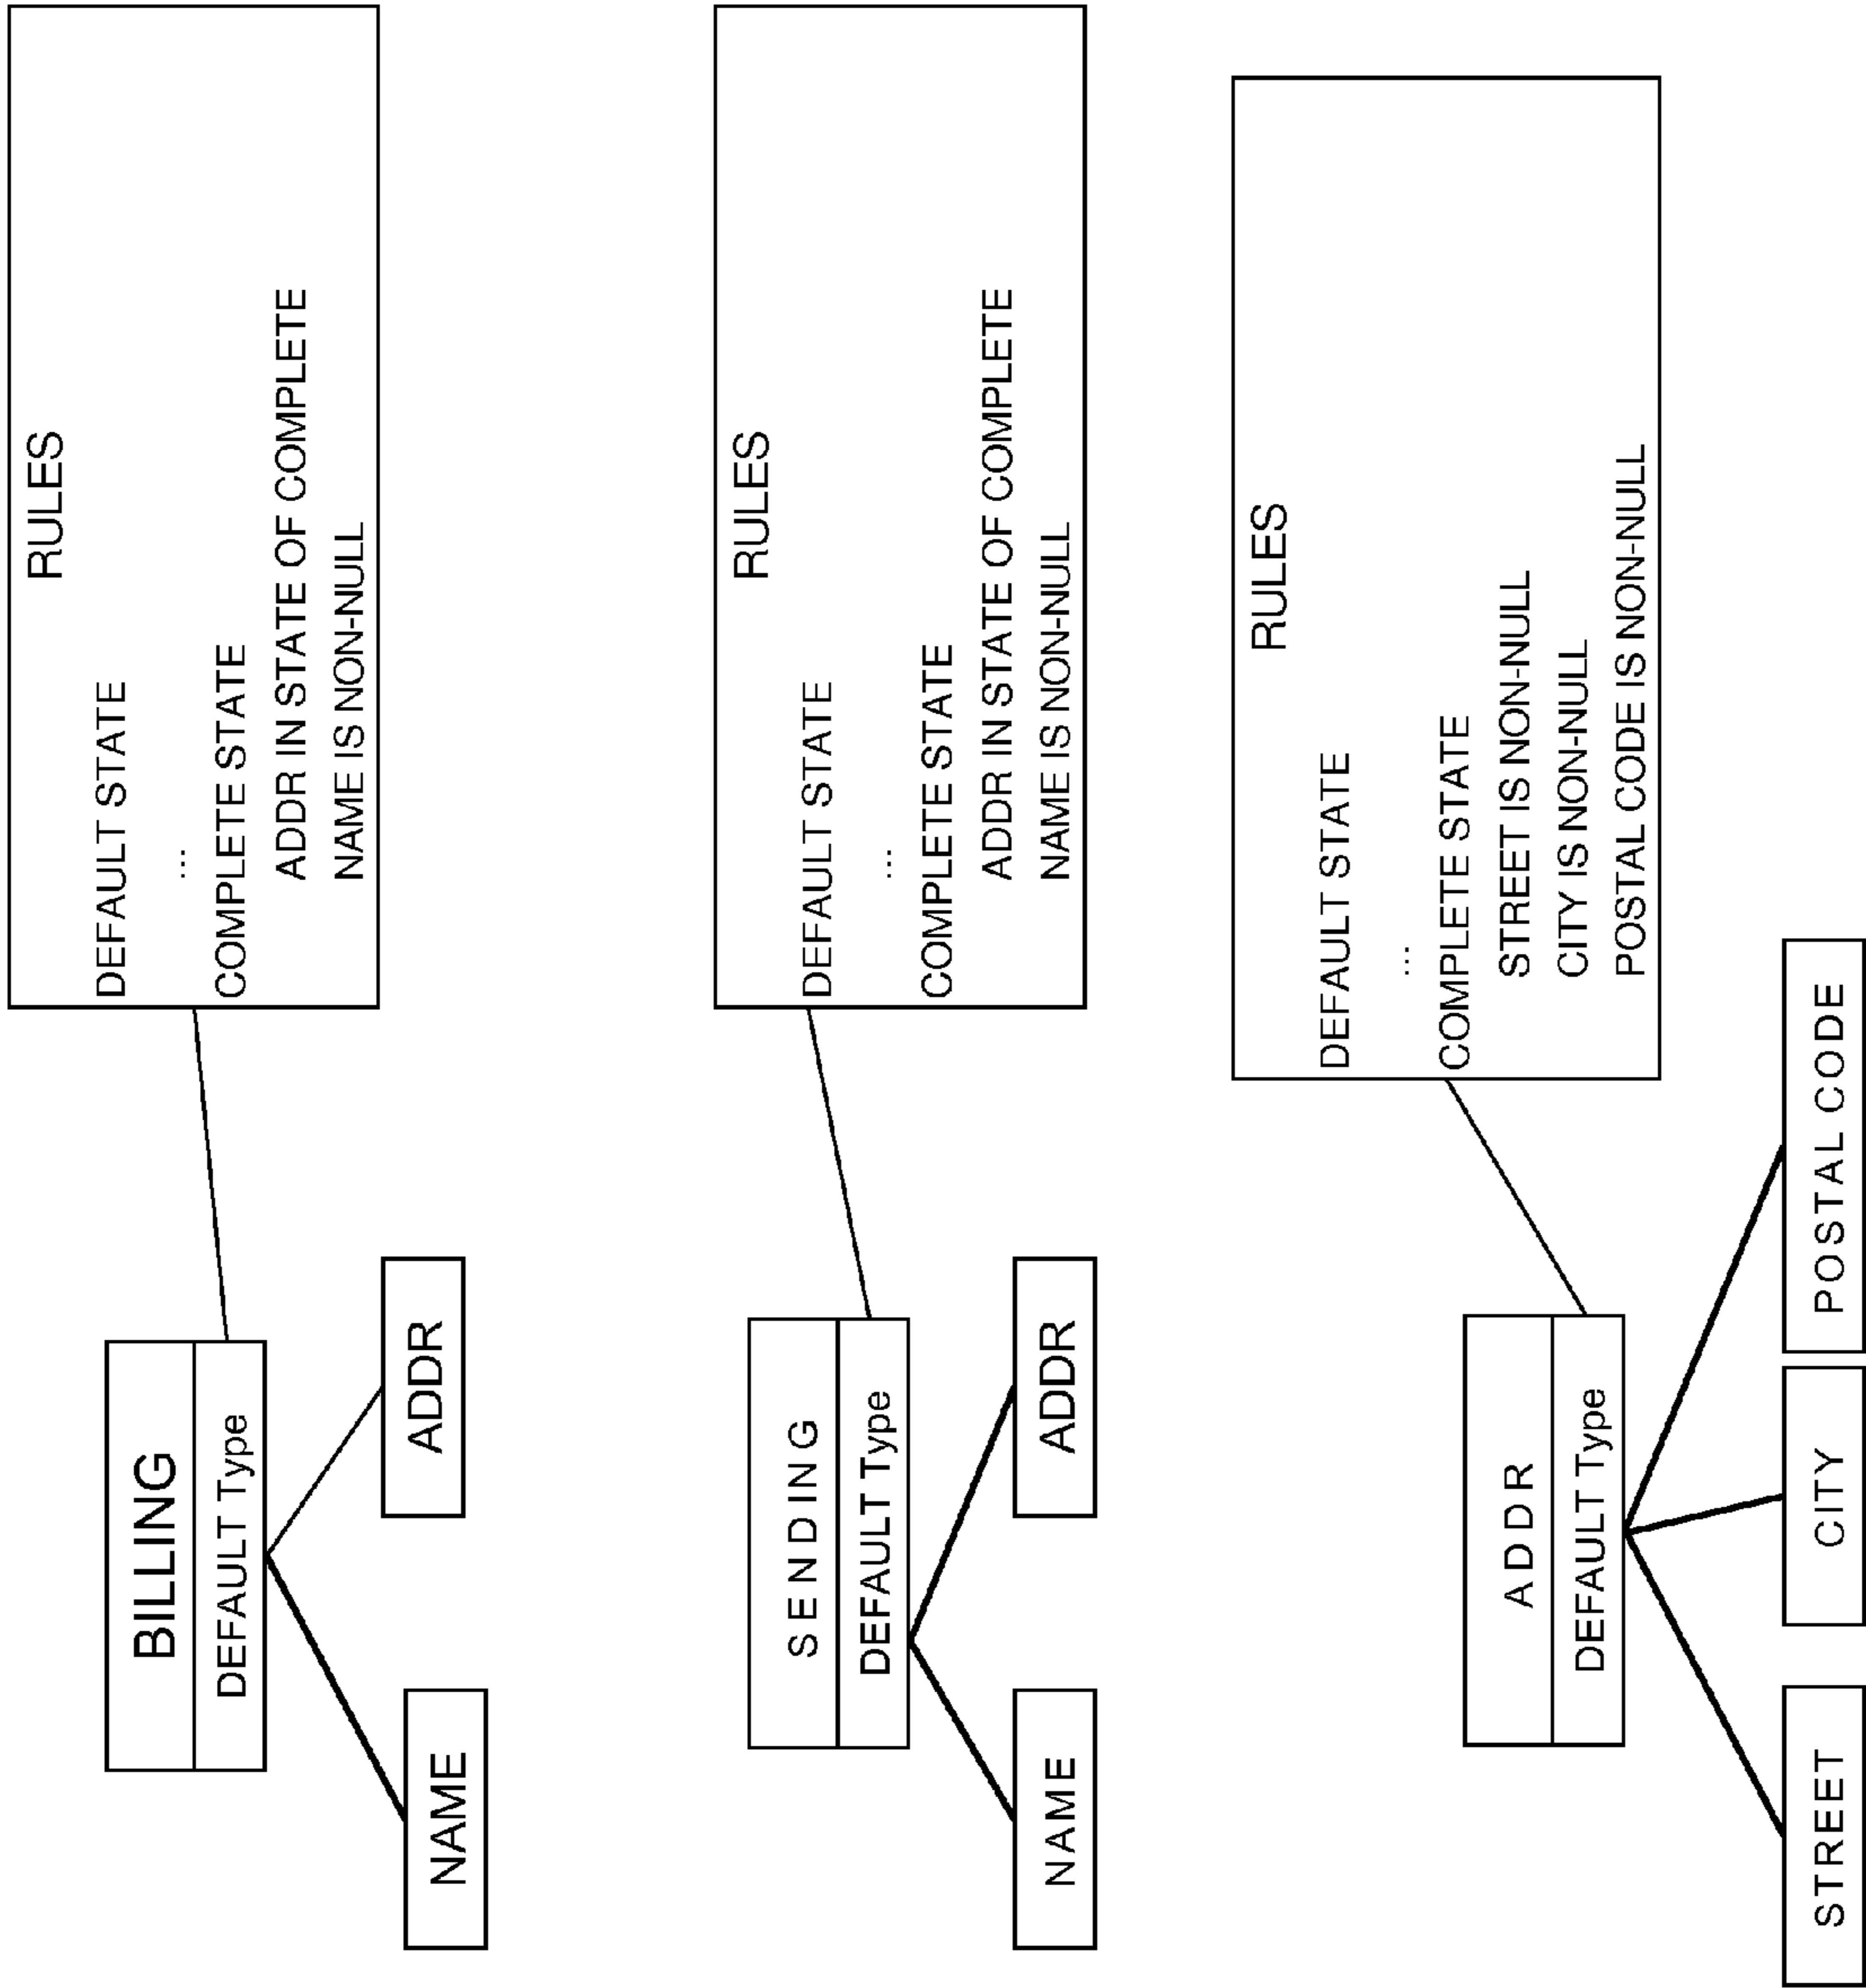 BILLING
DEFAULT Type
NAME
ADDR
RULES
DEFAULT STATE
...
COMPLETE STATE
ADDR IN STATE OF COMPLETE
NAME IS NON-NULL
SENDING
DEFAULT Type
NAME
ADDR
RULES
DEFAULT STATE
...
COMPLETE STATE
ADDR IN STATE OF COMPLETE
NAME IS NON-NULL
ADDR
DEFAULT Type
STREET
CITY
POSTAL CODE
RULES
DEFAULT STATE
...
COMPLETE STATE
STREET IS NON-NULL
CITY IS NON-NULL
POSTAL CODE IS NON-NULL